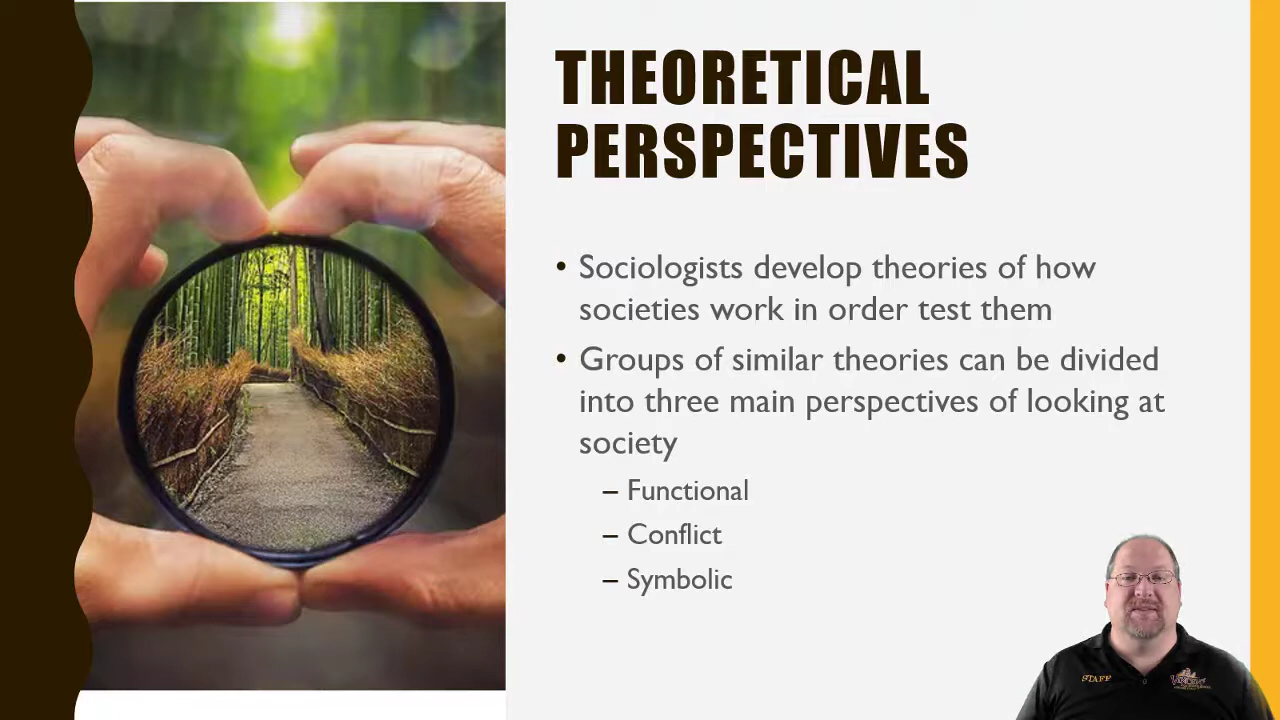 THEORETICAL
PERSPECTIVES
• Sociologists develop theories of how
societies work in order test them
• Groups of similar theories can be divided
into three main perspectives of looking at
society
– Functional
– Conflict
– Symbolic
STAFF